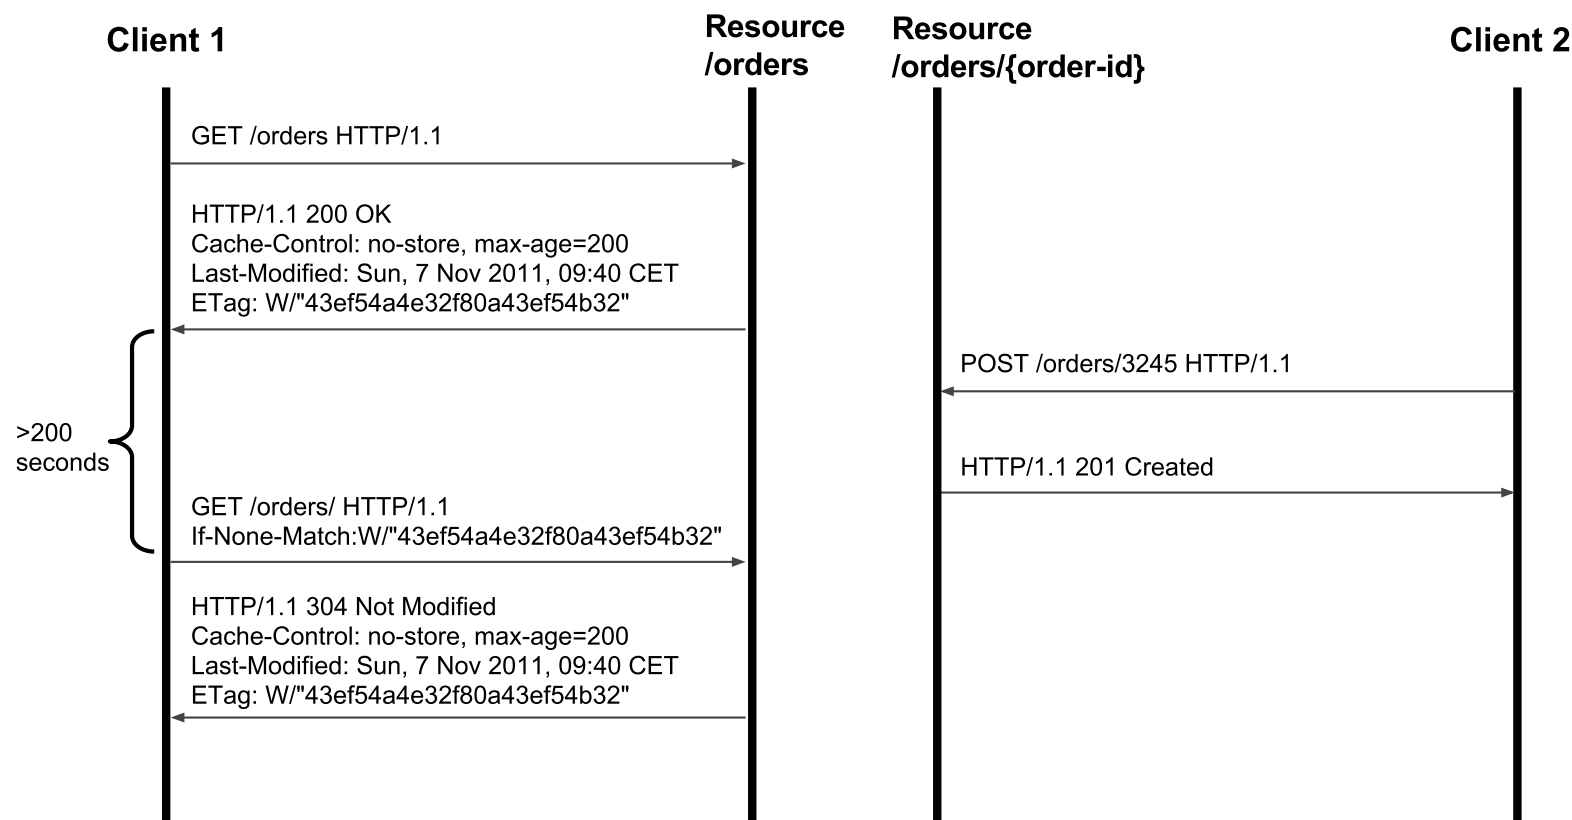 Client 1
Resource
/orders
Resource
/orders/{order-id}
Client 2
GET /orders HTTP/1.1
HTTP/1.1 200 OK
Cache-Control: no-store, max-age=200
Last-Modified: Sun, 7 Nov 2011, 09:40 CET
ETag: W/"43ef54a4e32f80a43ef54b32"
POST /orders/3245 HTTP/1.1
>200
seconds
HTTP/1.1 201 Created
GET /orders/ HTTP/1.1
If-None-Match:W/"43ef54a4e32f80a43ef54b32"
HTTP/1.1 304 Not Modified
Cache-Control: no-store, max-age=200
Last-Modified: Sun, 7 Nov 2011, 09:40 CET
ETag: W/"43ef54a4e32f80a43ef54b32"